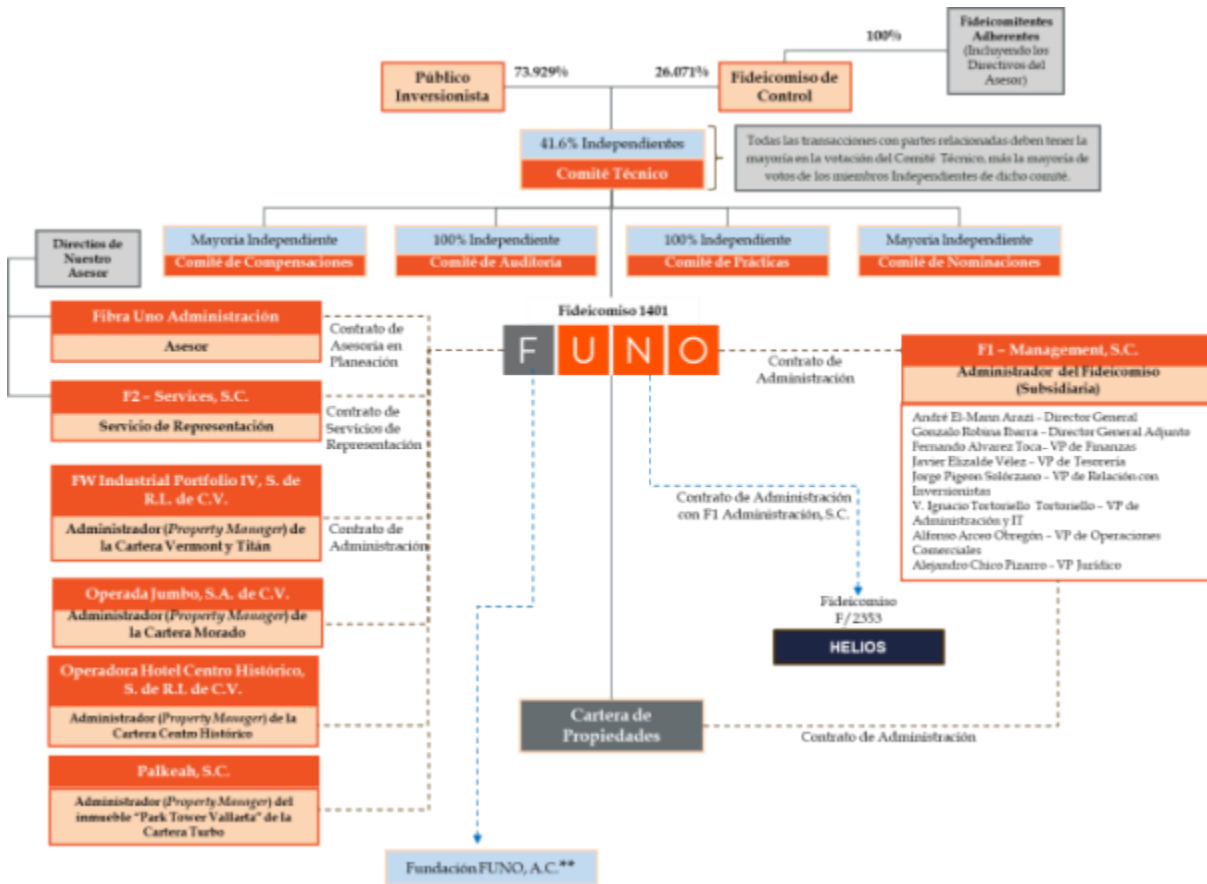 100%
Fideicomitentes
Adherentes
(Incluyendo los
Directivos del
Asesor)
Público
Inversionista
73.929%
26.071%
Fideicomiso de
Control
41.6% Independientes
Comité Técnico
Todas las transacciones con partes relacionadas deben tener la
mayoría en la votación del Comité Técnico, más la mayoría de
votos de los miembros Independientes de dicho comité.
Directios de
Nuestro
Asesor
Mayoría Independiente
Comité de Compensaciones
100% Independiente
Comité de Auditoría
100% Independiente
Comité de Prácticas
Mayoría Independiente
Comité de Nominaciones
Fideicomiso 1401
FUNO
Fibra Uno Administración
Asesor
Contrato de
Asesoría en
Planeación
F2 – Services, S.C.
Servicio de Representación
Contrato de
Servicios de
Representación
FW Industrial Portfolio IV, S. de
R.L. de C.V.
Administrador (Property Manager) de
la Cartera Vermont y Titán
Contrato de
Administración
Operada Jumbo, S.A. de C.V.
Administrador (Property Manager) de
la Cartera Morado
Operadora Hotel Centro Histórico,
S. de R.L de C.V.
Administrador (Property Manager) de la
Cartera Centro Histórico
Palkeah, S.C.
Administrador (Property Manager) del
inmueble "Park Tower Vallarta" de la
Cartera Turbo
Contrato de
Administración
F1 – Management, S.C.
Administrador del Fideicomiso
(Subsidiaria)
André El-Mann Arazi – Director General
Gonzalo Robina Ibarra – Director General Adjunto
Fernando Alvarez Toca– VP de Finanzas
Javier Elizalde Vélez – VP de Tesorería
Jorge Pigeon Solórzano – VP de Relación con
Inversionistas
V. Ignacio Tortoriello Tortoriello – VP de
Administración y IT
Alfonso Arceo Obregón – VP de Operaciones
Comerciales
Alejandro Chico Pizarro – VP Jurídico
Contrato de Administración
con F1 Administración, S.C.
Fideicomiso
F/2353
HELIOS
Cartera de
Propiedades
Contrato de Administración
Fundación FUNO, A.C.**